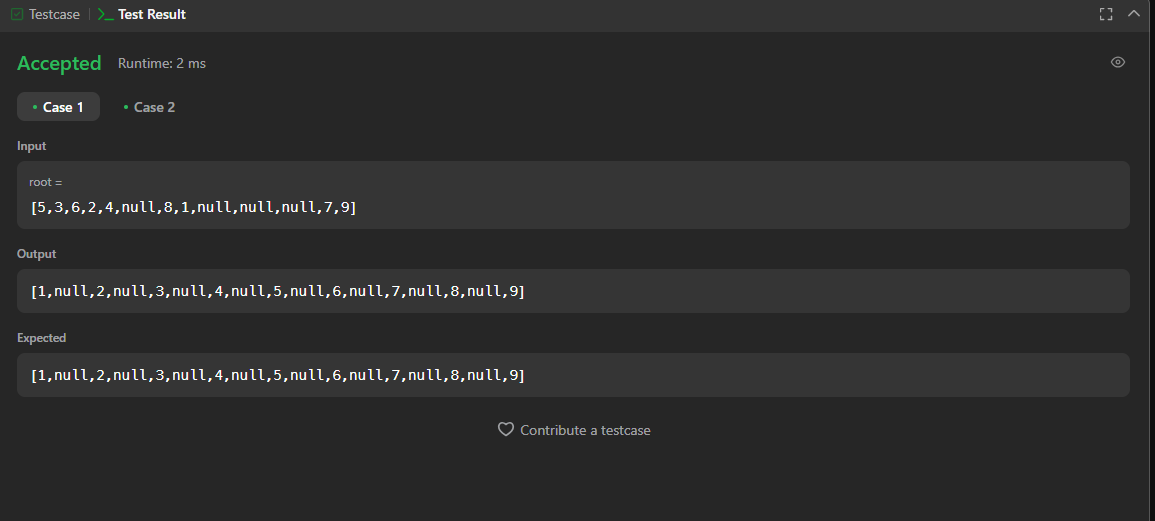 Testcase | >_ Test Result
Accepted Runtime: 2 ms
• Case 1 • Case 2
Input
root =
[5,3,6,2,4,null,8,1,null,null,null,7,9]
Output
[1,null,2,null,3,null,4,null,5,null,6,null,7,null,8,null,9]
Expected
[1,null,2,null,3,null,4,null,5,null,6,null,7,null,8,null,9]
Contribute a testcase